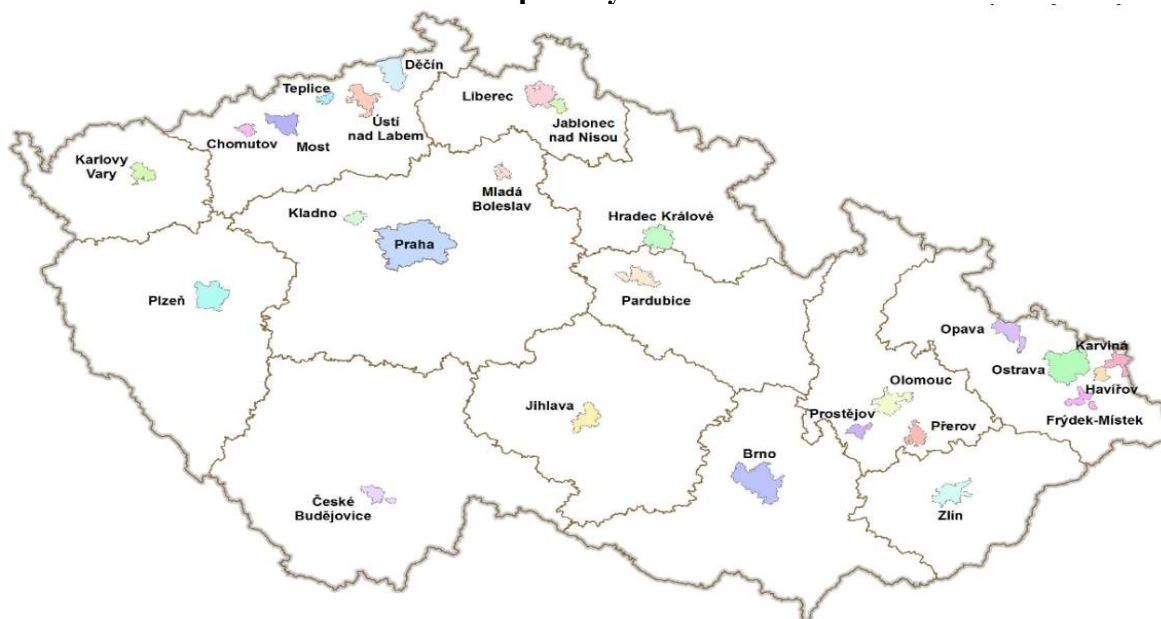 Děčín
Teplice
Ústí
nad Labem
Chomutov
Most
Liberec
Jablonec
nad Nisou
Karlovy
Vary
Mladá
Boleslav
Kladno
Praha
Hradec Králové
Pardubice
Plzeň
Opava
Karviná
Ostrava
Havířov
Frýdek-Místek
Olomouc
Prostějov
Přerov
Jihlava
Brno
Zlín
České
Budějovice